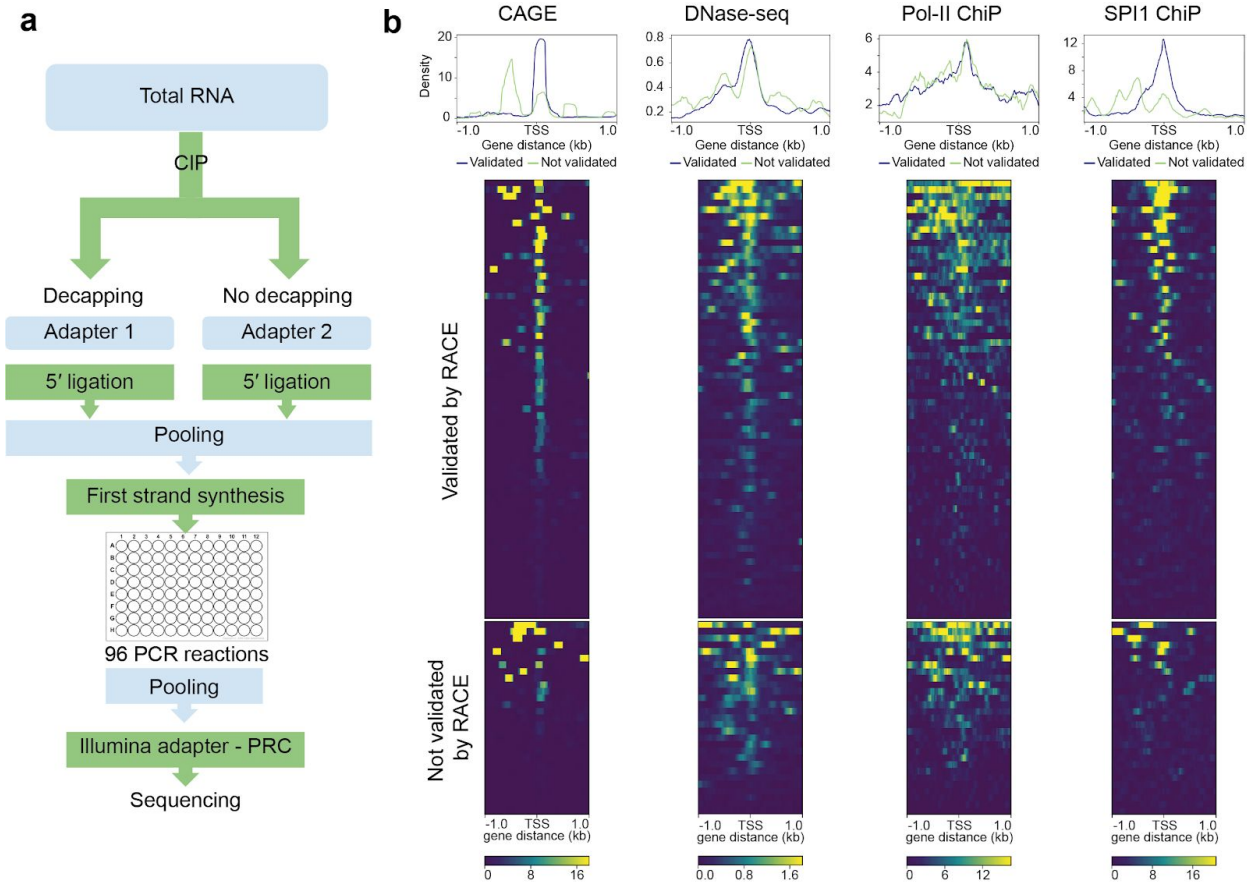 a
Total RNA
CIP
Decapping
No decapping
Adapter 1
Adapter 2
5′ ligation
5′ ligation
Pooling
First strand synthesis
1 2 3 4 5 6 7 8 9 10 11 12
A
B
C
D
E
F
G
H
96 PCR reactions
Pooling
Illumina adapter - PRC
Sequencing
b
CAGE
DNase-seq
Pol-II ChiP
SPI1 ChiP
Density
20
10
0
-1.0 TSS 1.0
Gene distance (kb)
Validated Not validated
0.8
0.6
0.4
0.2
-1.0 TSS 1.0
Gene distance (kb)
Validated Not validated
6
4
2
-1.0 TSS 1.0
Gene distance (kb)
Validated Not validated
12
8
4
-1.0 TSS 1.0
Gene distance (kb)
Validated Not validated
Validated by RACE
Not validated
by RACE
-1.0 TSS 1.0
gene distance (kb)
-1.0 TSS 1.0
gene distance (kb)
-1.0 TSS 1.0
gene distance (kb)
-1.0 TSS 1.0
gene distance (kb)
0 8 16
0.0 0.8 1.6
0 6 12
0 8 16